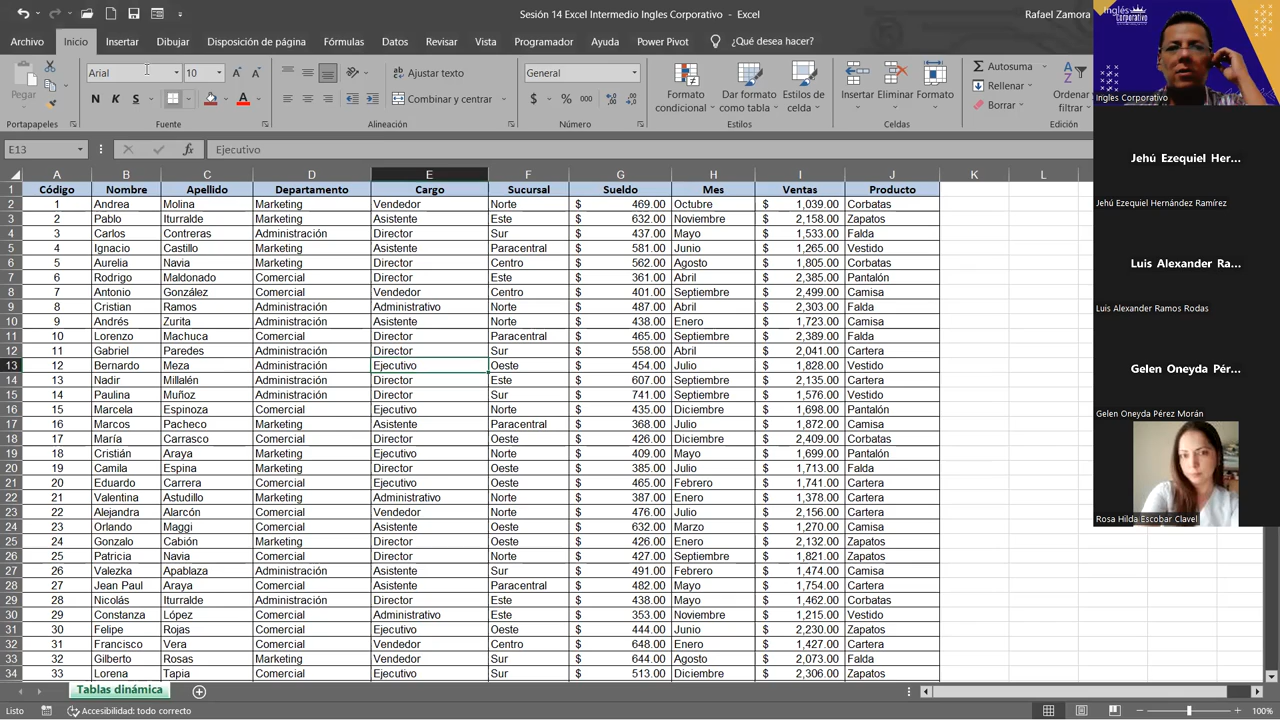 Sesión 14 Excel Intermedio Ingles Corporativo - Excel
Rafael Zamora
Archivo Inicio Insertar Dibujar Disposición de página Fórmulas Datos Revisar Vista Programador Ayuda Power Pivot ¿Qué desea hacer?
Pegar
Arial 10
N K S
Ajustar texto
Combinar y centrar
General
$ % 000
Formato condicional
Dar formato como tabla
Estilos de celda
Insertar Eliminar Formato
Autosuma
Rellenar
Borrar
Ordenar filtrar
Portapapeles Fuente Alineación Número Estilos Celdas Edición
E13 fx Ejecutivo
A B C D E F G H I J K L
1 Código Nombre Apellido Departamento Cargo Sucursal Sueldo Mes Ventas Producto
2 1 Andrea Molina Marketing Vendedor Norte $ 469.00 Octubre $ 1,039.00 Corbatas
3 2 Pablo Iturralde Marketing Asistente Este $ 632.00 Noviembre $ 2,158.00 Zapatos
4 3 Carlos Contreras Administración Director Sur $ 437.00 Mayo $ 1,533.00 Falda
5 4 Ignacio Castillo Marketing Asistente Paracentral $ 581.00 Junio $ 1,265.00 Vestido
6 5 Aurelia Navia Marketing Director Centro $ 562.00 Agosto $ 1,805.00 Corbatas
7 6 Rodrigo Maldonado Comercial Director Este $ 361.00 Abril $ 2,385.00 Pantalón
8 7 Antonio González Comercial Vendedor Centro $ 401.00 Septiembre $ 2,499.00 Camisa
9 8 Cristian Ramos Administración Administrativo Norte $ 487.00 Abril $ 2,303.00 Falda
10 9 Andrés Zurita Administración Asistente Norte $ 438.00 Enero $ 1,723.00 Camisa
11 10 Lorenzo Machuca Comercial Director Paracentral $ 465.00 Septiembre $ 2,389.00 Falda
12 11 Gabriel Paredes Administración Director Sur $ 558.00 Abril $ 2,041.00 Cartera
13 12 Bernardo Meza Administración Ejecutivo Oeste $ 454.00 Julio $ 1,828.00 Vestido
14 13 Nadir Millalén Administración Director Este $ 607.00 Septiembre $ 2,135.00 Cartera
15 14 Paulina Muñoz Administración Director Sur $ 741.00 Septiembre $ 1,576.00 Vestido
16 15 Marcela Espinoza Comercial Ejecutivo Norte $ 435.00 Diciembre $ 1,698.00 Pantalón
17 16 Marcos Pacheco Marketing Asistente Paracentral $ 368.00 Julio $ 1,872.00 Camisa
18 17 María Carrasco Comercial Director Oeste $ 426.00 Enero $ 2,409.00 Corbatas
19 18 Cristián Araya Marketing Ejecutivo Norte $ 409.00 Mayo $ 1,699.00 Pantalón
20 19 Camila Espina Marketing Director Oeste $ 385.00 Julio $ 1,713.00 Falda
21 20 Eduardo Carrera Comercial Ejecutivo Oeste $ 465.00 Febrero $ 1,741.00 Cartera
22 21 Valentina Astudillo Marketing Administrativo Norte $ 387.00 Enero $ 1,378.00 Cartera
23 22 Alejandra Alarcón Comercial Vendedor Norte $ 476.00 Julio $ 2,156.00 Cartera
24 23 Orlando Maggi Comercial Asistente Oeste $ 632.00 Marzo $ 1,270.00 Camisa
25 24 Gonzalo Cabión Marketing Director Oeste $ 426.00 Enero $ 2,132.00 Zapatos
26 25 Patricia Navia Comercial Asistente Norte $ 427.00 Septiembre $ 1,821.00 Zapatos
27 26 Valezka Apablaza Administración Asistente Sur $ 491.00 Febrero $ 1,474.00 Camisa
28 27 Jean Paul Araya Comercial Asistente Paracentral $ 482.00 Mayo $ 1,754.00 Cartera
29 28 Nicolás Iturralde Administración Director Este $ 438.00 Mayo $ 1,462.00 Corbatas
30 29 Constanza López Comercial Administrativo Este $ 353.00 Noviembre $ 1,215.00 Vestido
31 30 Felipe Rojas Comercial Ejecutivo Oeste $ 444.00 Junio $ 2,230.00 Zapatos
32 31 Francisco Vera Comercial Vendedor Centro $ 648.00 Enero $ 1,427.00 Cartera
33 32 Gilberto Rosas Marketing Vendedor Sur $ 644.00 Agosto $ 2,073.00 Falda
34 33 Lorena Tapia Comercial Ejecutivo Sur $ 513.00 Diciembre $ 2,306.00 Pantalón
Tablas dinámica
Listo Accesibilidad: todo correcto 100%
Inglés Corporativo
Ingles Corporativo
Jehú Ezequiel Her...
Jehú Ezequiel Hernández Ramírez
Luis Alexander Ra...
Luis Alexander Ramos Rodas
Gelen Oneyda Pér...
Gelen Oneyda Pérez Morán
Rosa Hilda Escobar Clavel